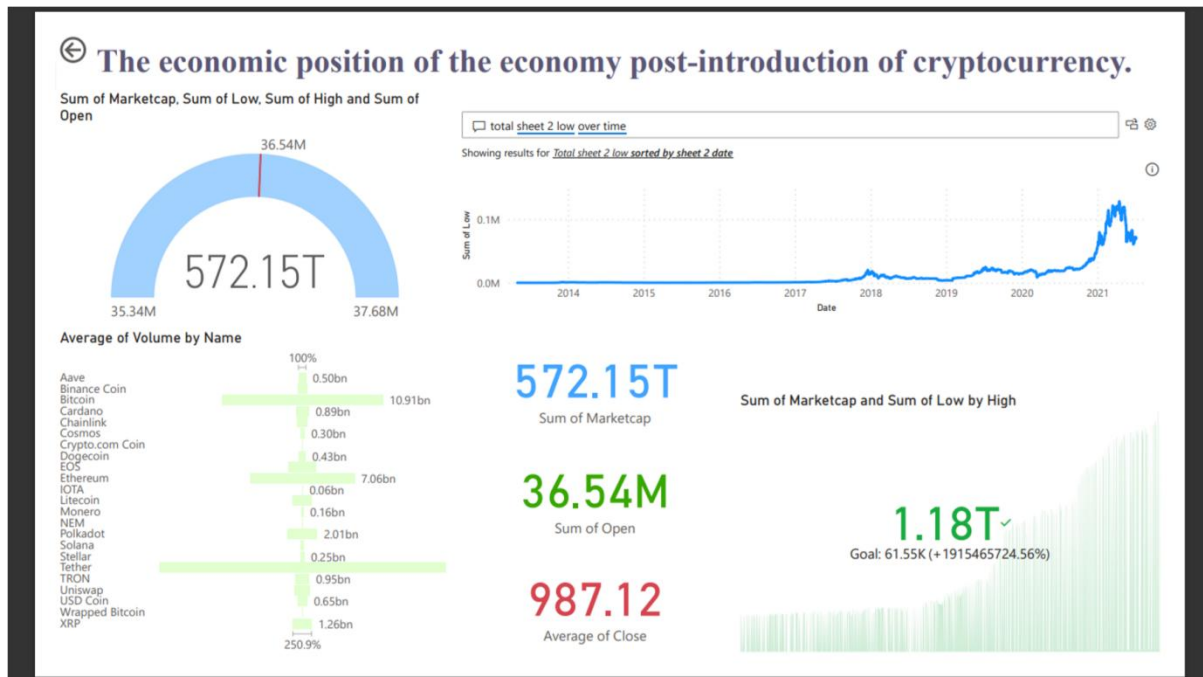 The economic position of the economy post-introduction of cryptocurrency.
Sum of Marketcap, Sum of Low, Sum of High and Sum of
Open
36.54M
572.15T
35.34M
37.68M
total sheet 2 low over time
Showing results for Total sheet 2 low sorted by sheet 2 date
Sum of Low
0.1M
0.0M
2014 2015 2016 2017 2018 2019 2020 2021
Date
Average of Volume by Name
100%
Aave 0.50bn
Binance Coin
Bitcoin 10.91bn
Cardano 0.89bn
Chainlink
Cosmos 0.30bn
Crypto.com Coin
Dogecoin 0.43bn
EOS
Ethereum 7.06bn
IOTA 0.06bn
Litecoin
Monero 0.16bn
NEM
Polkadot 2.01bn
Solana
Stellar 0.25bn
Tether
TRON 0.95bn
Uniswap
USD Coin 0.65bn
Wrapped Bitcoin
XRP 1.26bn
250.9%
572.15T
Sum of Marketcap
36.54M
Sum of Open
987.12
Average of Close
Sum of Marketcap and Sum of Low by High
1.18T
Goal: 61.55K (+1915465724.56%)